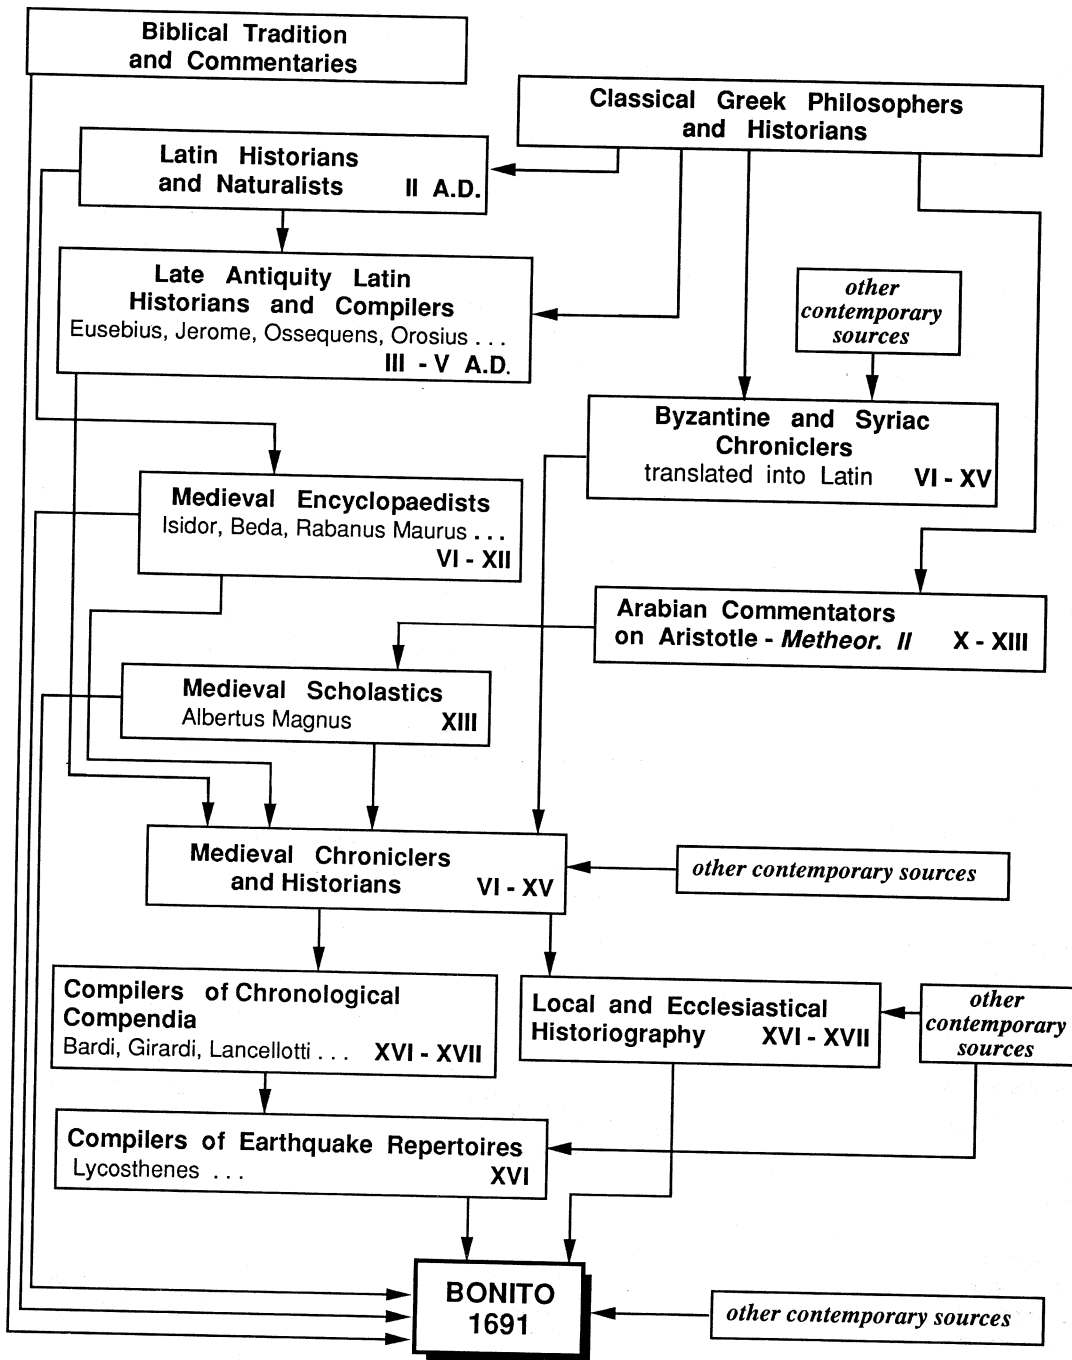 Biblical Tradition
and Commentaries
Classical Greek Philosophers
and Historians
Latin Historians
and Naturalists II A.D.
Late Antiquity Latin
Historians and Compilers
Eusebius, Jerome, Ossequens, Orosius . . .
III - V A.D.
other
contemporary
sources
Byzantine and Syriac
Chroniclers
translated into Latin VI - XV
Medieval Encyclopaedists
Isidor, Beda, Rabanus Maurus . . .
VI - XII
Arabian Commentators
on Aristotle - Metheor. II X - XIII
Medieval Scholastics
Albertus Magnus XIII
Medieval Chroniclers
and Historians VI - XV
other contemporary sources
Compilers of Chronological
Compendia
Bardi, Girardi, Lancellotti . . . XVI - XVII
Local and Ecclesiastical
Historiography XVI - XVII
other
contemporary
sources
Compilers of Earthquake Repertoires
Lycosthenes . . . XVI
BONITO
1691
other contemporary sources